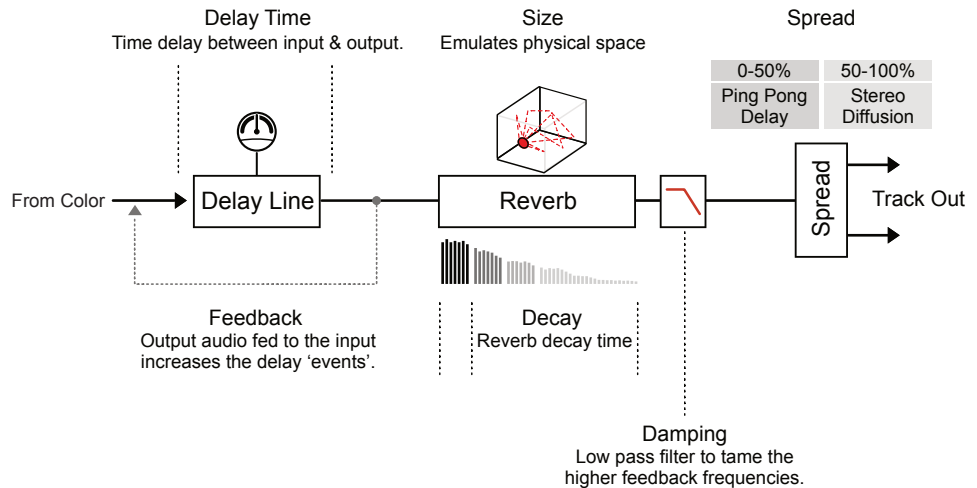 Delay Time
Time delay between input & output.
Size
Emulates physical space
Spread
0-50%
50-100%
Ping Pong
Delay
Stereo
Diffusion
From Color
Delay Line
Reverb
Spread
Track Out
Feedback
Output audio fed to the input
increases the delay ‘events’.
Decay
Reverb decay time
Damping
Low pass filter to tame the
higher feedback frequencies.